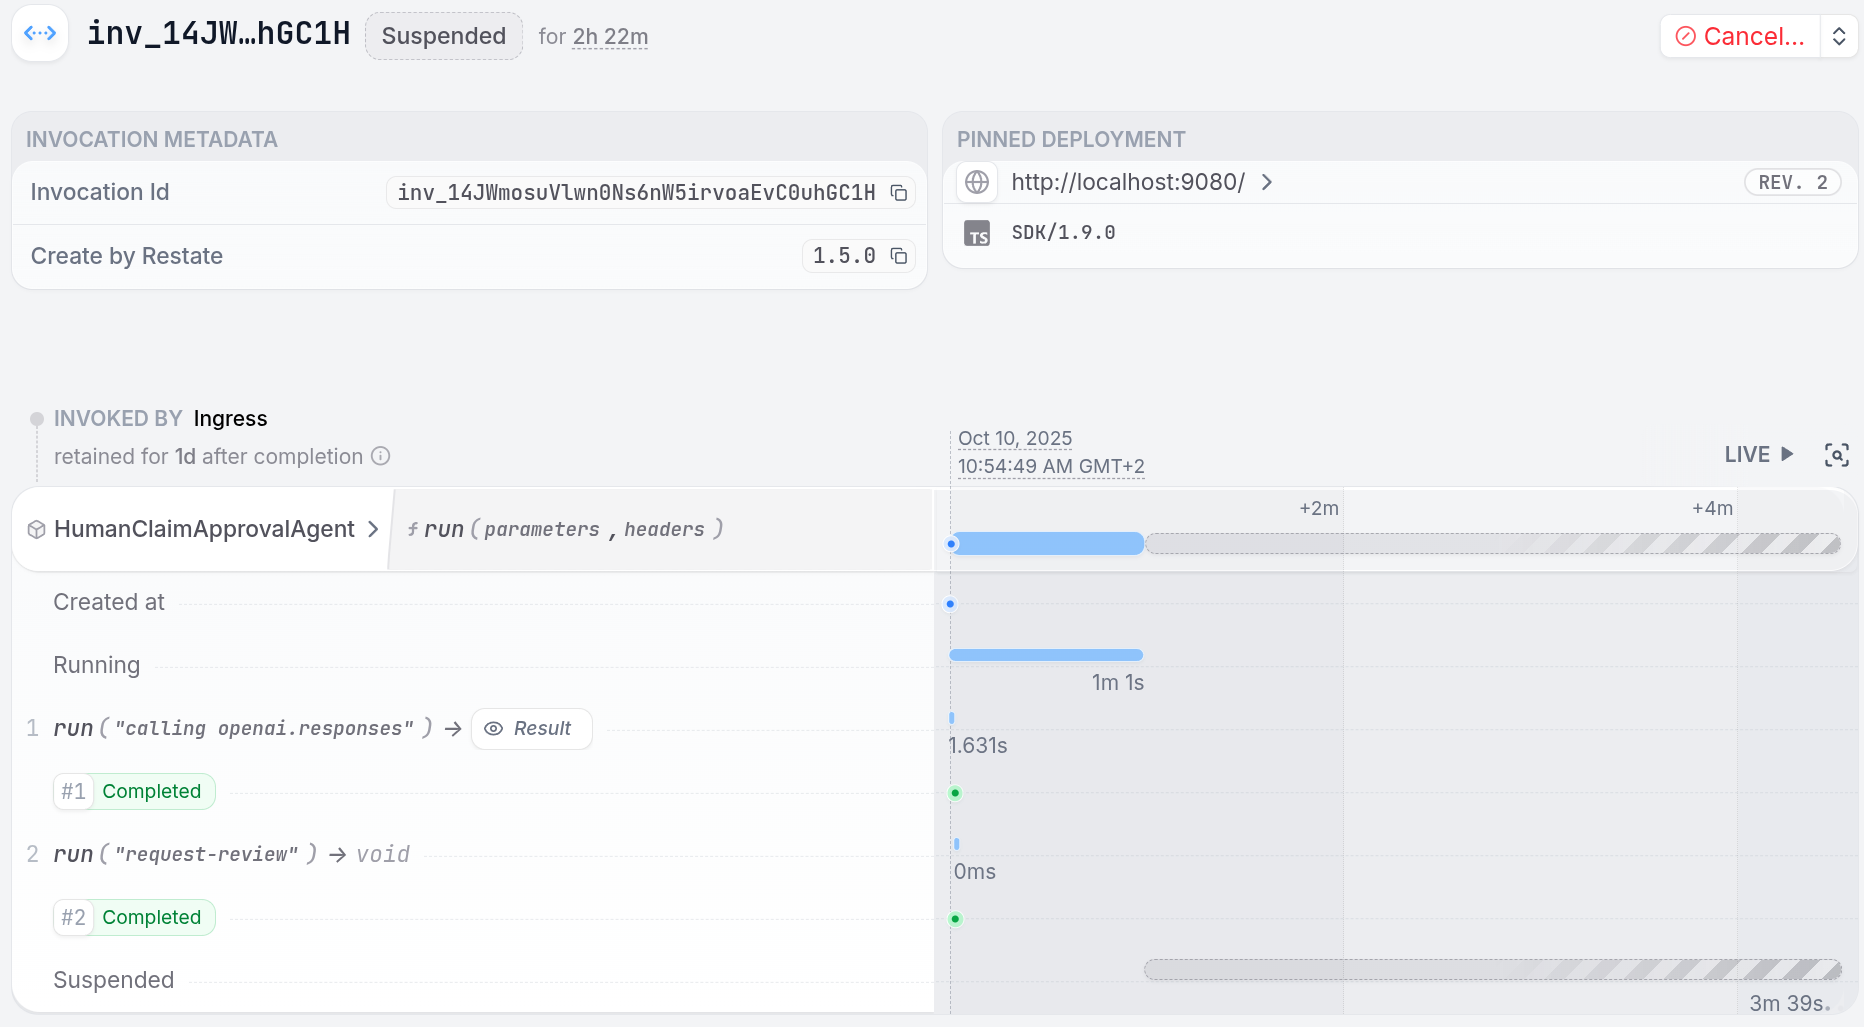 inv_14JW…hGC1H Suspended for 2h 22m Cancel...
INVOCATION METADATA
Invocation Id inv_14JWmosuVlwn0Ns6nW5irvoaEvC0uhGC1H
Create by Restate 1.5.0
PINNED DEPLOYMENT
http://localhost:9080/ REV. 2
TS SDK/1.9.0
INVOKED BY Ingress
retained for 1d after completion
Oct 10, 2025
10:54:49 AM GMT+2
LIVE
HumanClaimApprovalAgent f run ( parameters , headers )
+2m +4m
Created at
Running
1m 1s
1 run ( "calling openai.responses" ) → Result
1.631s
#1 Completed
2 run ( "request-review" ) → void
0ms
#2 Completed
Suspended
3m 39s.